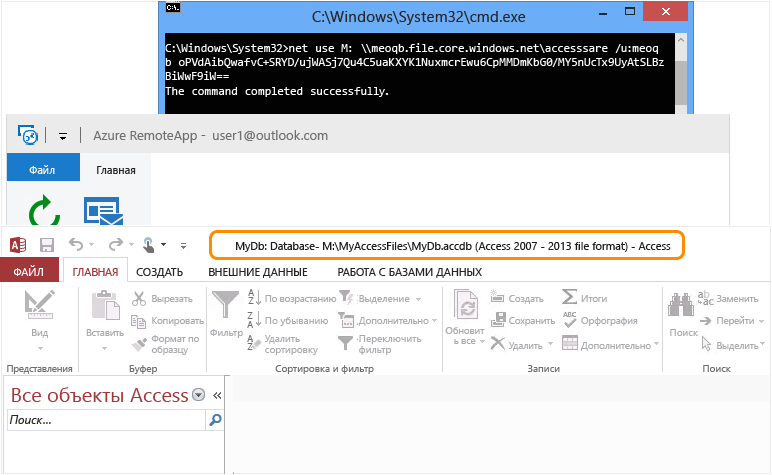 C:\Windows\System32\cmd.exe
C:\Windows\System32>net use M: \\meoqb.file.core.windows.net\accesssare /u:meoq
b oPVdAibQwafvC+SRYD/ujWASj7Qu4C5uaKXYK1NuxmcrEwu6CpMMDmKbG0/MY5nUcTx9UyAtSLBz
BiWwF9iW==
The command completed successfully.
Azure RemoteApp - user1@outlook.com
Файл Главная
MyDb: Database- M:\MyAccessFiles\MyDb.accdb (Access 2007 - 2013 file format) - Access
ФАЙЛ ГЛАВНАЯ СОЗДАТЬ ВНЕШНИЕ ДАННЫЕ РАБОТА С БАЗАМИ ДАННЫХ
Вид
Представления
Вставить
Вырезать
Копировать
Формат по
образцу
Буфер
Фильтр
По возрастанию
По убыванию
Удалить
сортировку
Выделение
Дополнительно
Переключить
фильтр
Сортировка и фильтр
Обновит
ь все
Создать
Сохранить
Удалить
Итоги
Орфография
Дополнительно
Записи
Поиск
Заменить
Перейти
Выделить
Поиск
Все объекты Access
Поиск...